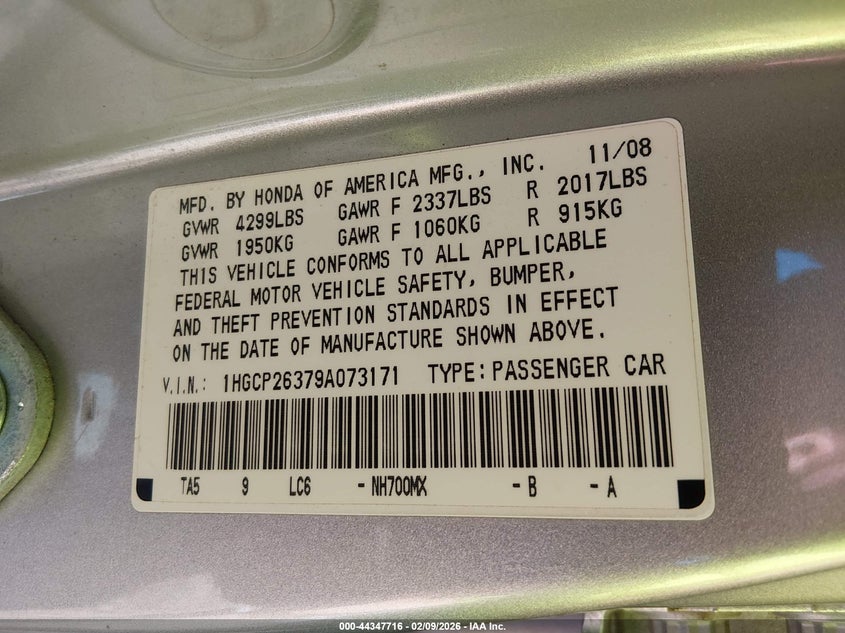 MFD. BY HONDA OF AMERICA MFG., INC. 11/08
GVWR 4299LBS GAWR F 2337LBS R 2017LBS
GVWR 1950KG GAWR F 1060KG R 915KG
THIS VEHICLE CONFORMS TO ALL APPLICABLE
FEDERAL MOTOR VEHICLE SAFETY, BUMPER,
AND THEFT PREVENTION STANDARDS IN EFFECT
ON THE DATE OF MANUFACTURE SHOWN ABOVE.
V.I.N.: 1HGCP26379A073171 TYPE: PASSENGER CAR
TA5 9 LC6 - NH700MX - B - A
000-44347716 - 02/09/2026 - IAA Inc.